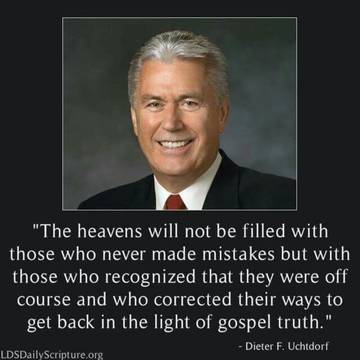 "The heavens will not be filled with
those who never made mistakes but with
those who recognized that they were off
course and who corrected their ways to
get back in the light of gospel truth."
- Dieter F. Uchtdorf
LDSDailyScripture.org